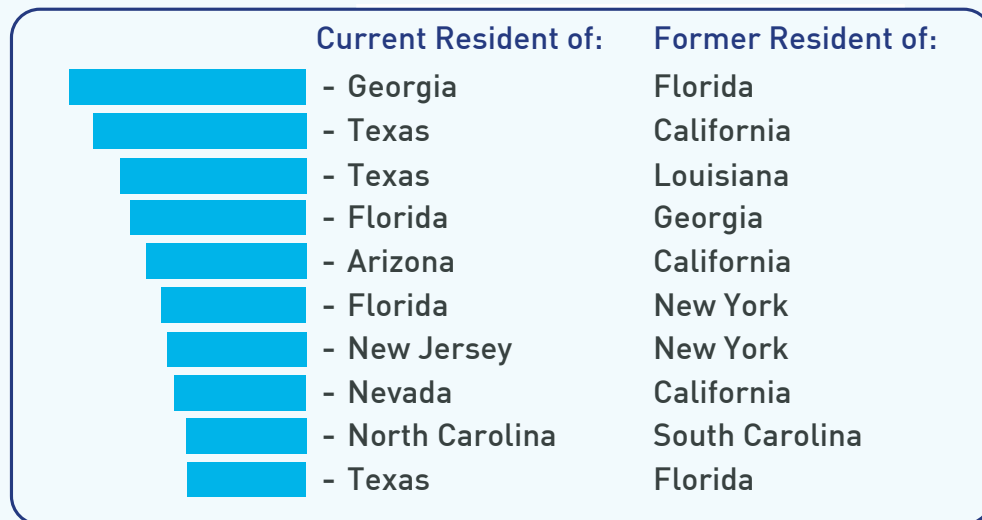 Current Resident of: Former Resident of:
- Georgia Florida
- Texas California
- Texas Louisiana
- Florida Georgia
- Arizona California
- Florida New York
- New Jersey New York
- Nevada California
- North Carolina South Carolina
- Texas Florida